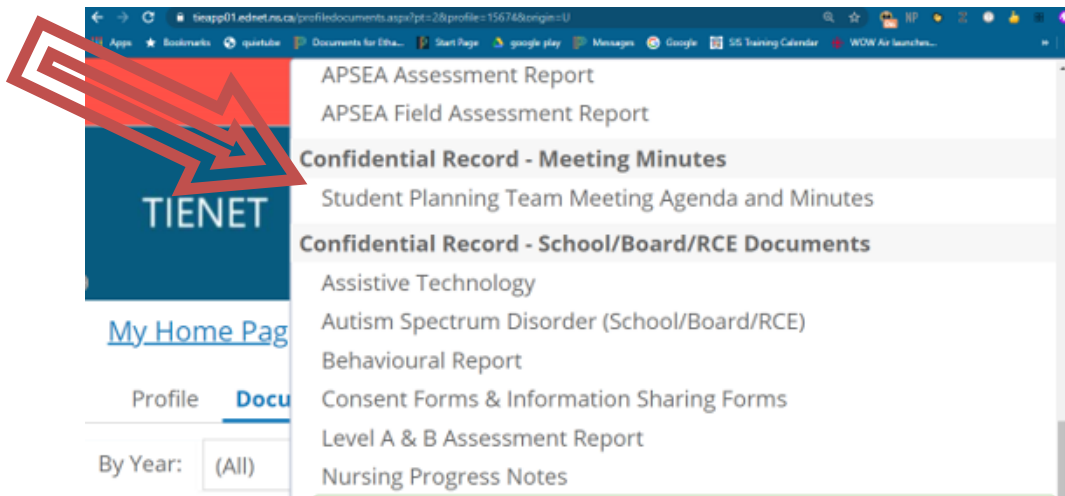 tieapp01.ednet.ns.ca/profiledocuments.aspx?pt=2&profile=15674&origin=U
Apps Bookmarks quietube Documents for Etha... Start Page google play Messages Google SIS Training Calendar WOW Air launches...
APSEA Assessment Report
APSEA Field Assessment Report
Confidential Record - Meeting Minutes
Student Planning Team Meeting Agenda and Minutes
TIENET
Confidential Record - School/Board/RCE Documents
Assistive Technology
Autism Spectrum Disorder (School/Board/RCE)
My Home Pag
Behavioural Report
Profile Docu
Consent Forms & Information Sharing Forms
Level A & B Assessment Report
By Year: (All)
Nursing Progress Notes